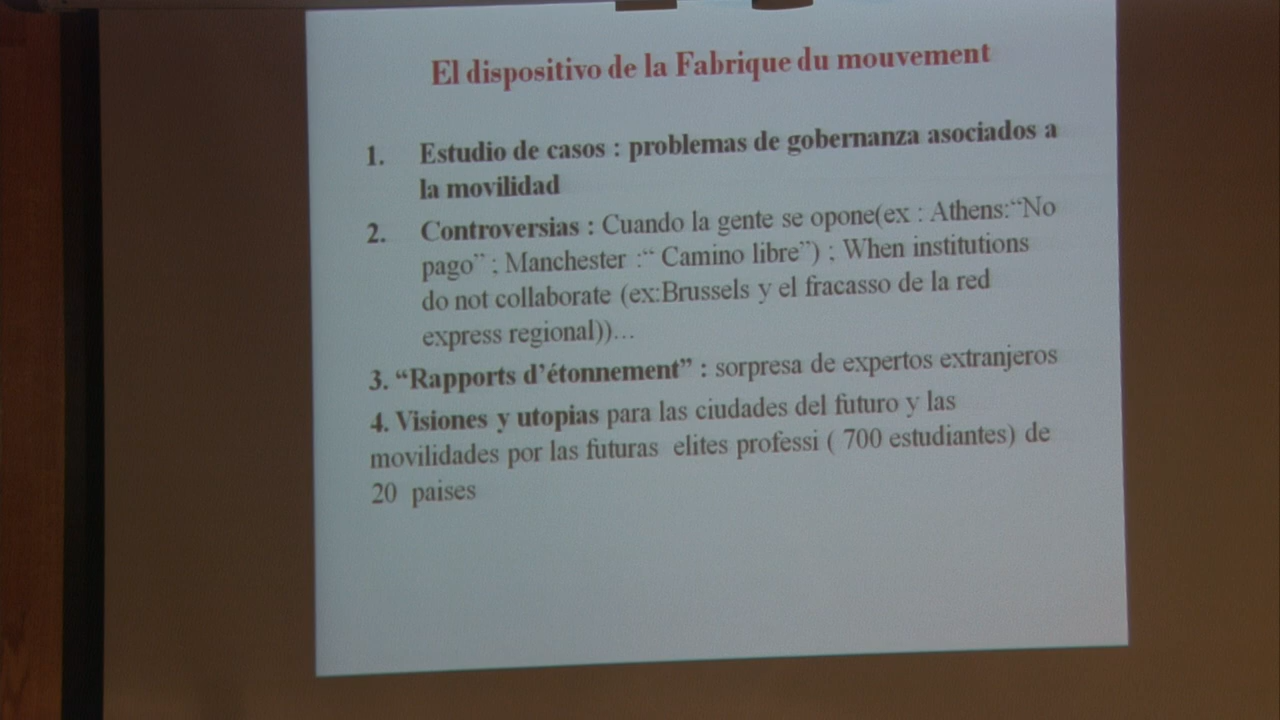 El dispositivo de la Fabrique du mouvement
1. Estudio de casos : problemas de gobernanza asociados a
la movilidad
2. Controversias : Cuando la gente se opone(ex : Athens:“No
pago” ; Manchester :“ Camino libre”) ; When institutions
do not collaborate (ex:Brussels y el fracasso de la red
express regional))…
3. “Rapports d’étonnement” : sorpresa de expertos extranjeros
4. Visiones y utopias para las ciudades del futuro y las
movilidades por las futuras elites professi ( 700 estudiantes) de
20 paises